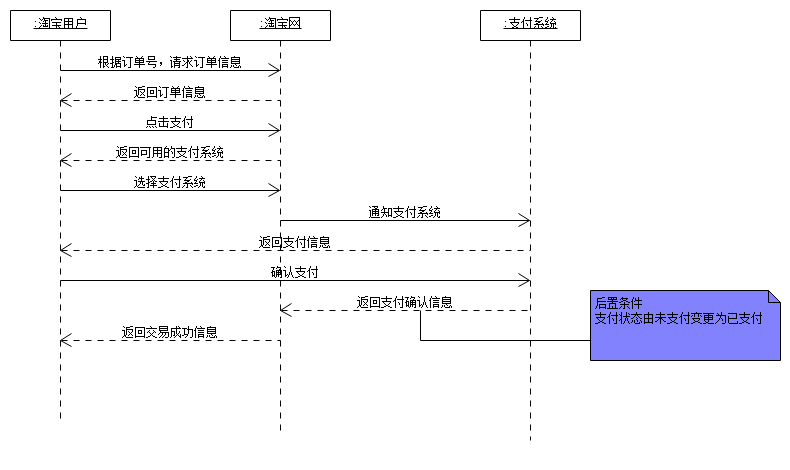 :淘宝用户
:淘宝网
:支付系统
根据订单号，请求订单信息
返回订单信息
点击支付
返回可用的支付系统
选择支付系统
通知支付系统
返回支付信息
确认支付
返回支付确认信息
后置条件
支付状态由未支付变更为已支付
返回交易成功信息